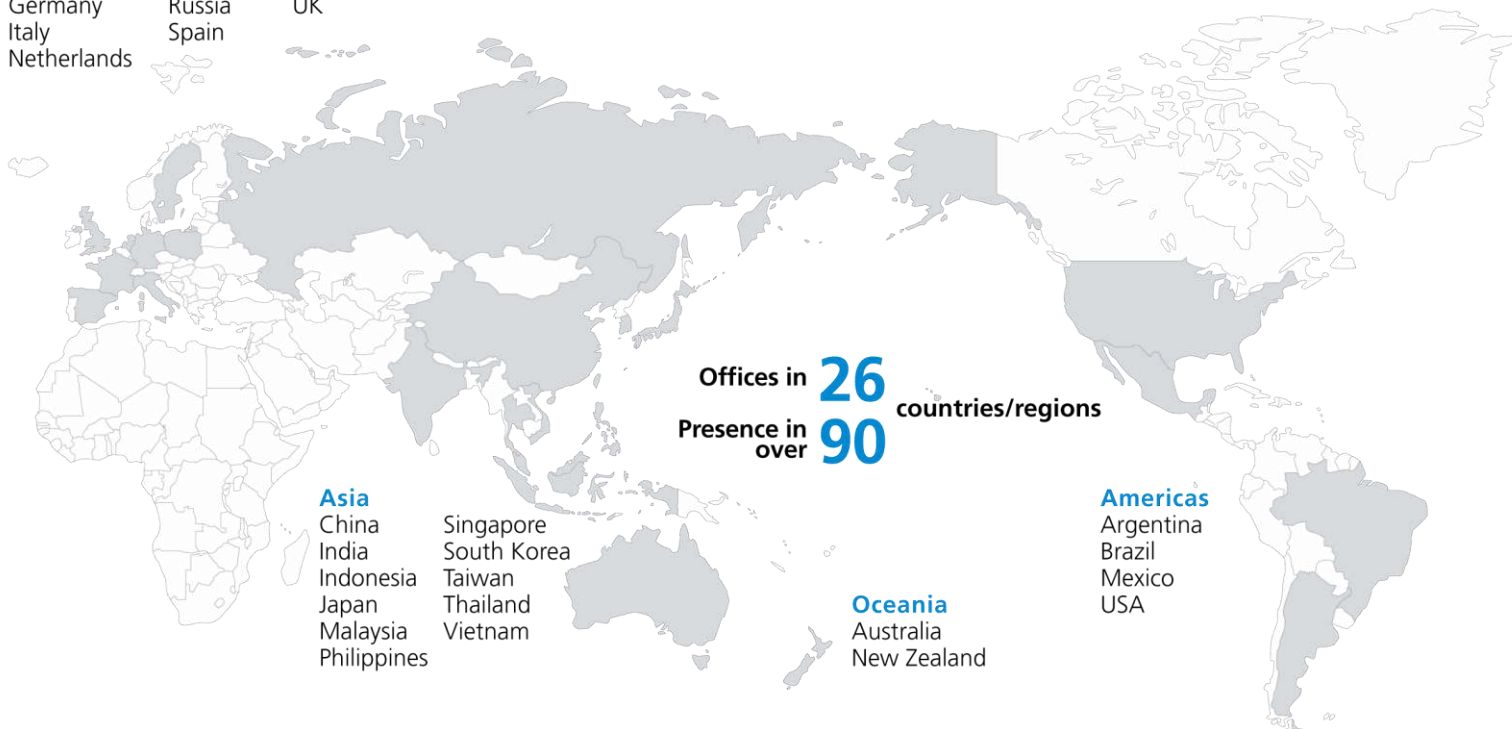 Germany Russia UK
Italy Spain
Netherlands
Offices in 26
Presence in over 90
countries/regions
Asia
China Singapore
India South Korea
Indonesia Taiwan
Japan Thailand
Malaysia Vietnam
Philippines
Oceania
Australia
New Zealand
Americas
Argentina
Brazil
Mexico
USA